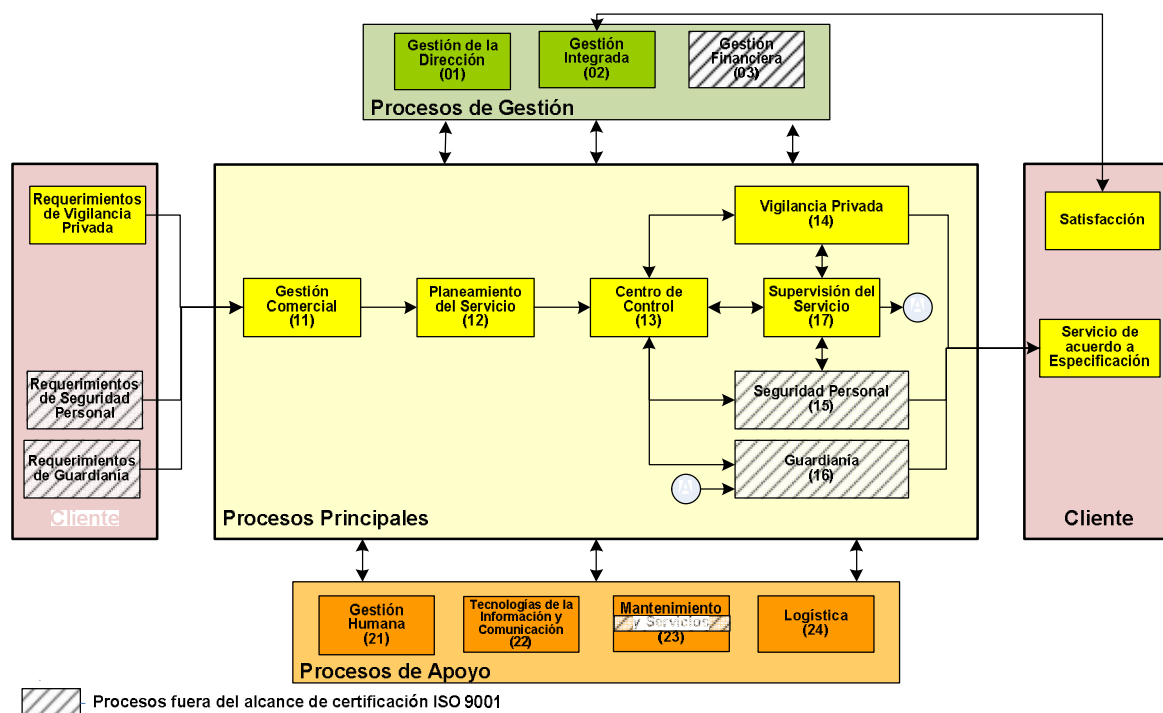 Gestión de la
Dirección
(01)
Gestión
Integrada
(02)
Gestión
Financiera
(03)
Procesos de Gestión
Requerimientos
de Vigilancia
Privada
Requerimientos
de Seguridad
Personal
Requerimientos
de Guardianía
Cliente
Gestión
Comercial
(11)
Planeamiento
del Servicio
(12)
Centro de
Control
(13)
Vigilancia Privada
(14)
Supervisión del
Servicio
(17)
A1
Seguridad Personal
(15)
Guardianía
(16)
A1
Procesos Principales
Satisfacción
Servicio de
acuerdo a
Especificación
Cliente
Gestión
Humana
(21)
Tecnologías de la
Información y
Comunicación
(22)
Mantenimiento
y Servicios
(23)
Logística
(24)
Procesos de Apoyo
Procesos fuera del alcance de certificación ISO 9001